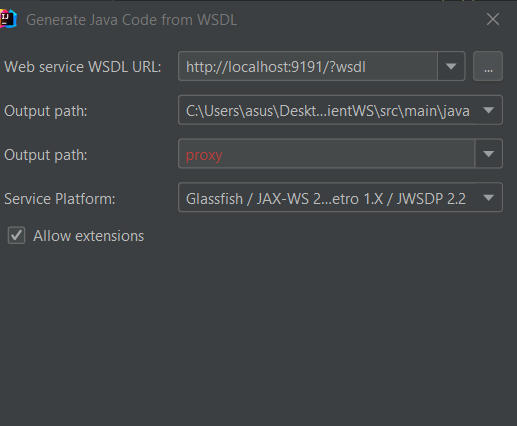 Generate Java Code from WSDL
Web service WSDL URL: http://localhost:9191/?wsdl ...
Output path: C:\Users\asus\Deskt...ientWS\src\main\java
Output path: proxy
Service Platform: Glassfish / JAX-WS 2...etro 1.X / JWSDP 2.2
Allow extensions